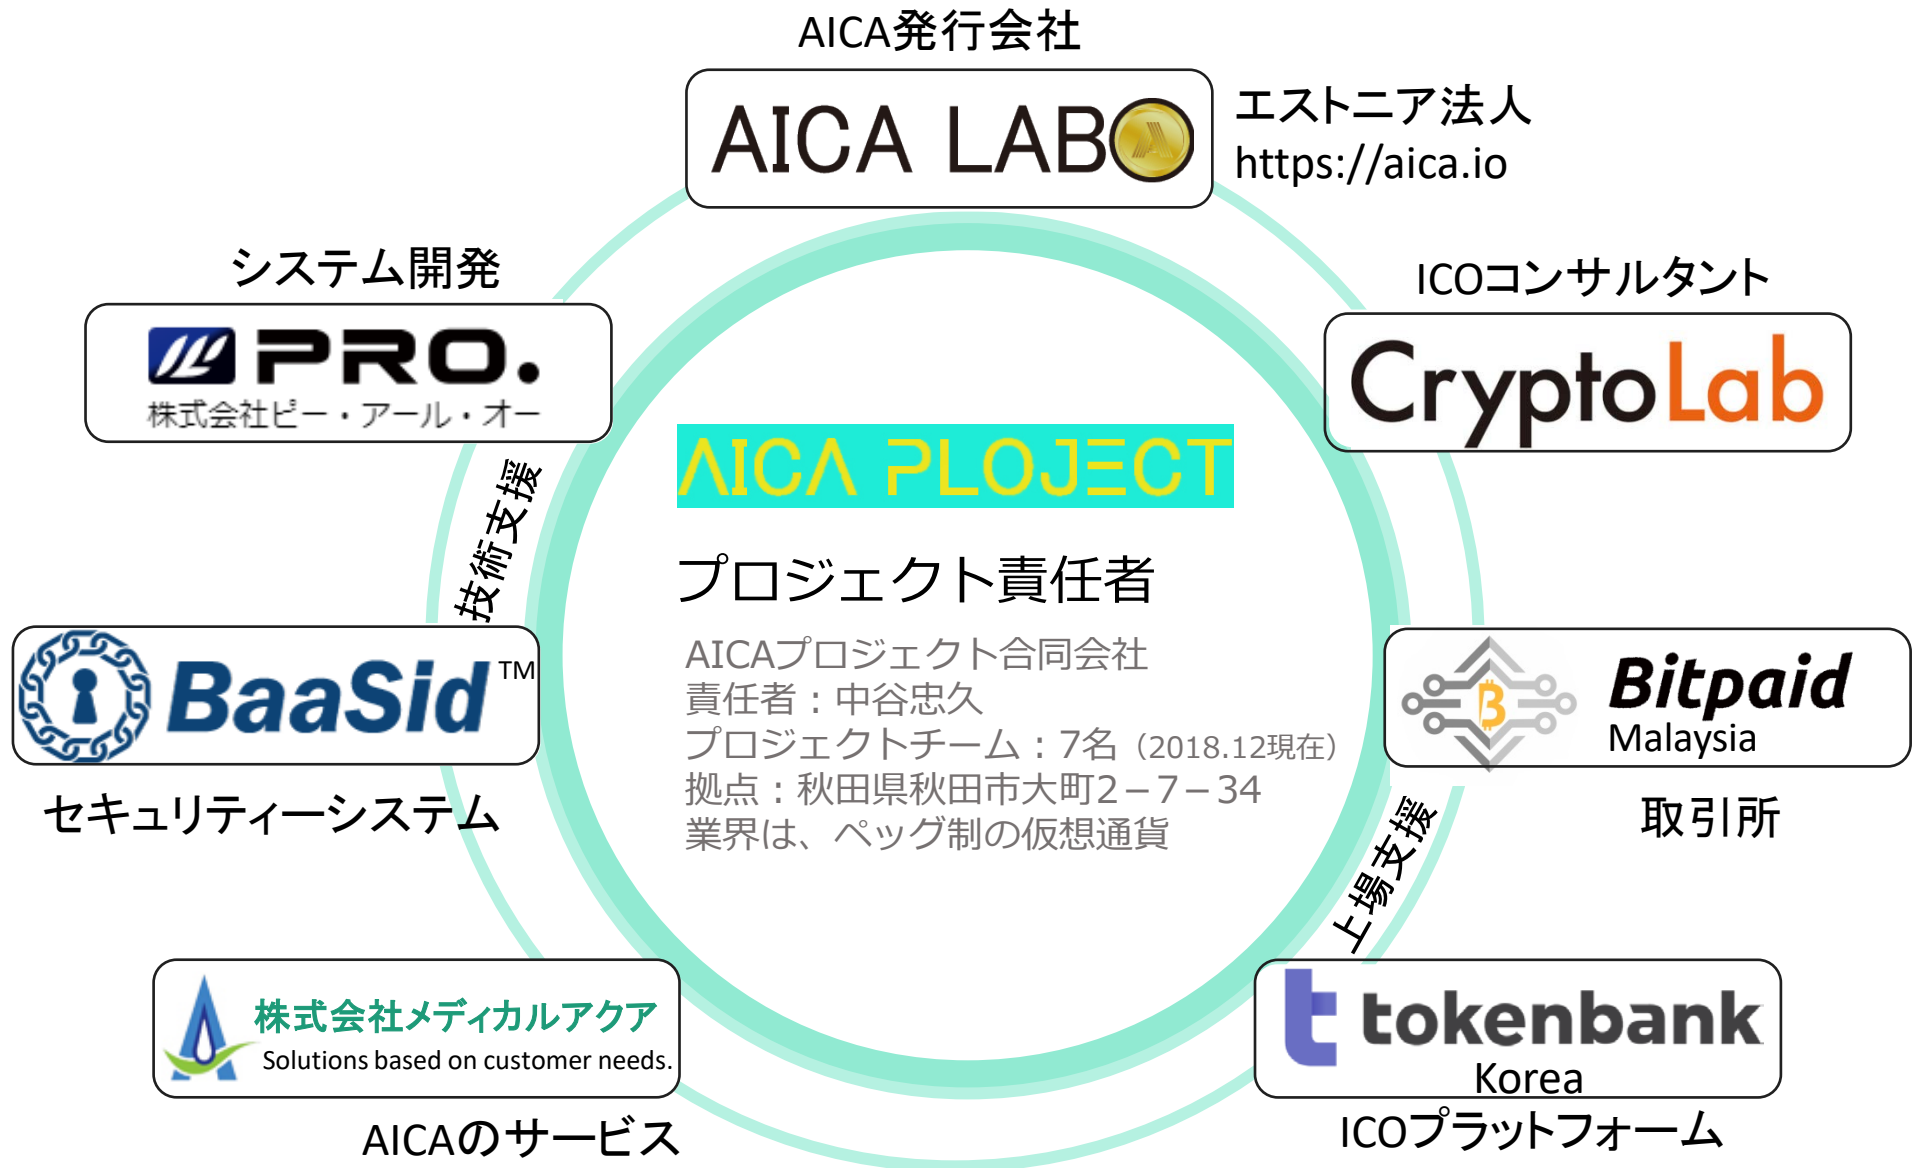 AICA発行会社
AICA LABO
エストニア法人
https://aica.io
システム開発
PRO.
株式会社ピー・アール・オー
ICOコンサルタント
CryptoLab
技術支援
AICA PLOJECT
プロジェクト責任者
AICAプロジェクト合同会社
責任者：中谷忠久
プロジェクトチーム：7名（2018.12現在）
拠点：秋田県秋田市大町2－7－34
業界は、ペッグ制の仮想通貨
BaaSid™
セキュリティーシステム
Bitpaid
Malaysia
取引所
上場支援
株式会社メディカルアクア
Solutions based on customer needs.
AICAのサービス
tokenbank
Korea
ICOプラットフォーム